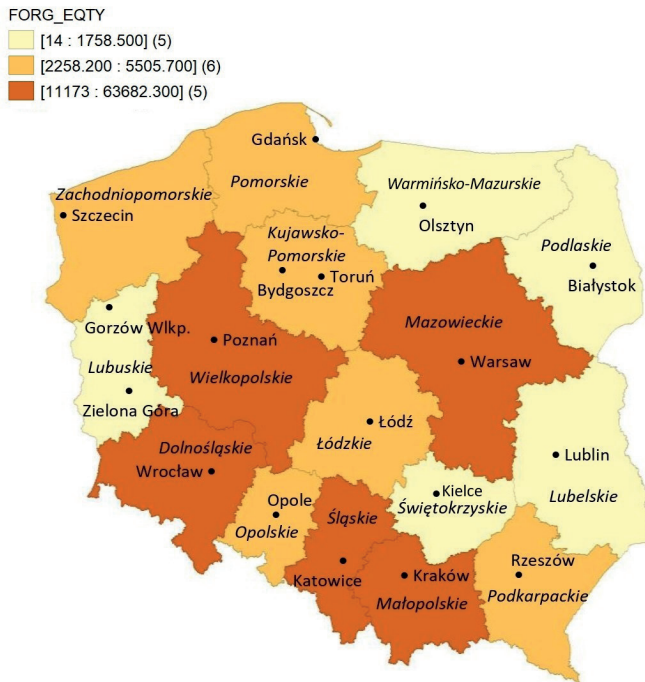 FORG_EQTY
[14 : 1758.500] (5)
[2258.200 : 5505.700] (6)
[11173 : 63682.300] (5)
Gdańsk
Pomorskie
Warmińsko-Mazurskie
Zachodniopomorskie
Szczecin
Olsztyn
Kujawsko-
Pomorskie
Podlaskie
Toruń
Bydgoszcz
Białystok
Gorzów Wlkp.
Mazowieckie
Poznań
Lubuskie
Wielkopolskie
Warsaw
Zielona Góra
Łódź
Dolnośląskie
Łódzkie
Lublin
Wrocław
Kielce
Lubelskie
Opole
Śląskie
Świętokrzyskie
Opolskie
Rzeszów
Katowice
Kraków
Podkarpackie
Małopolskie